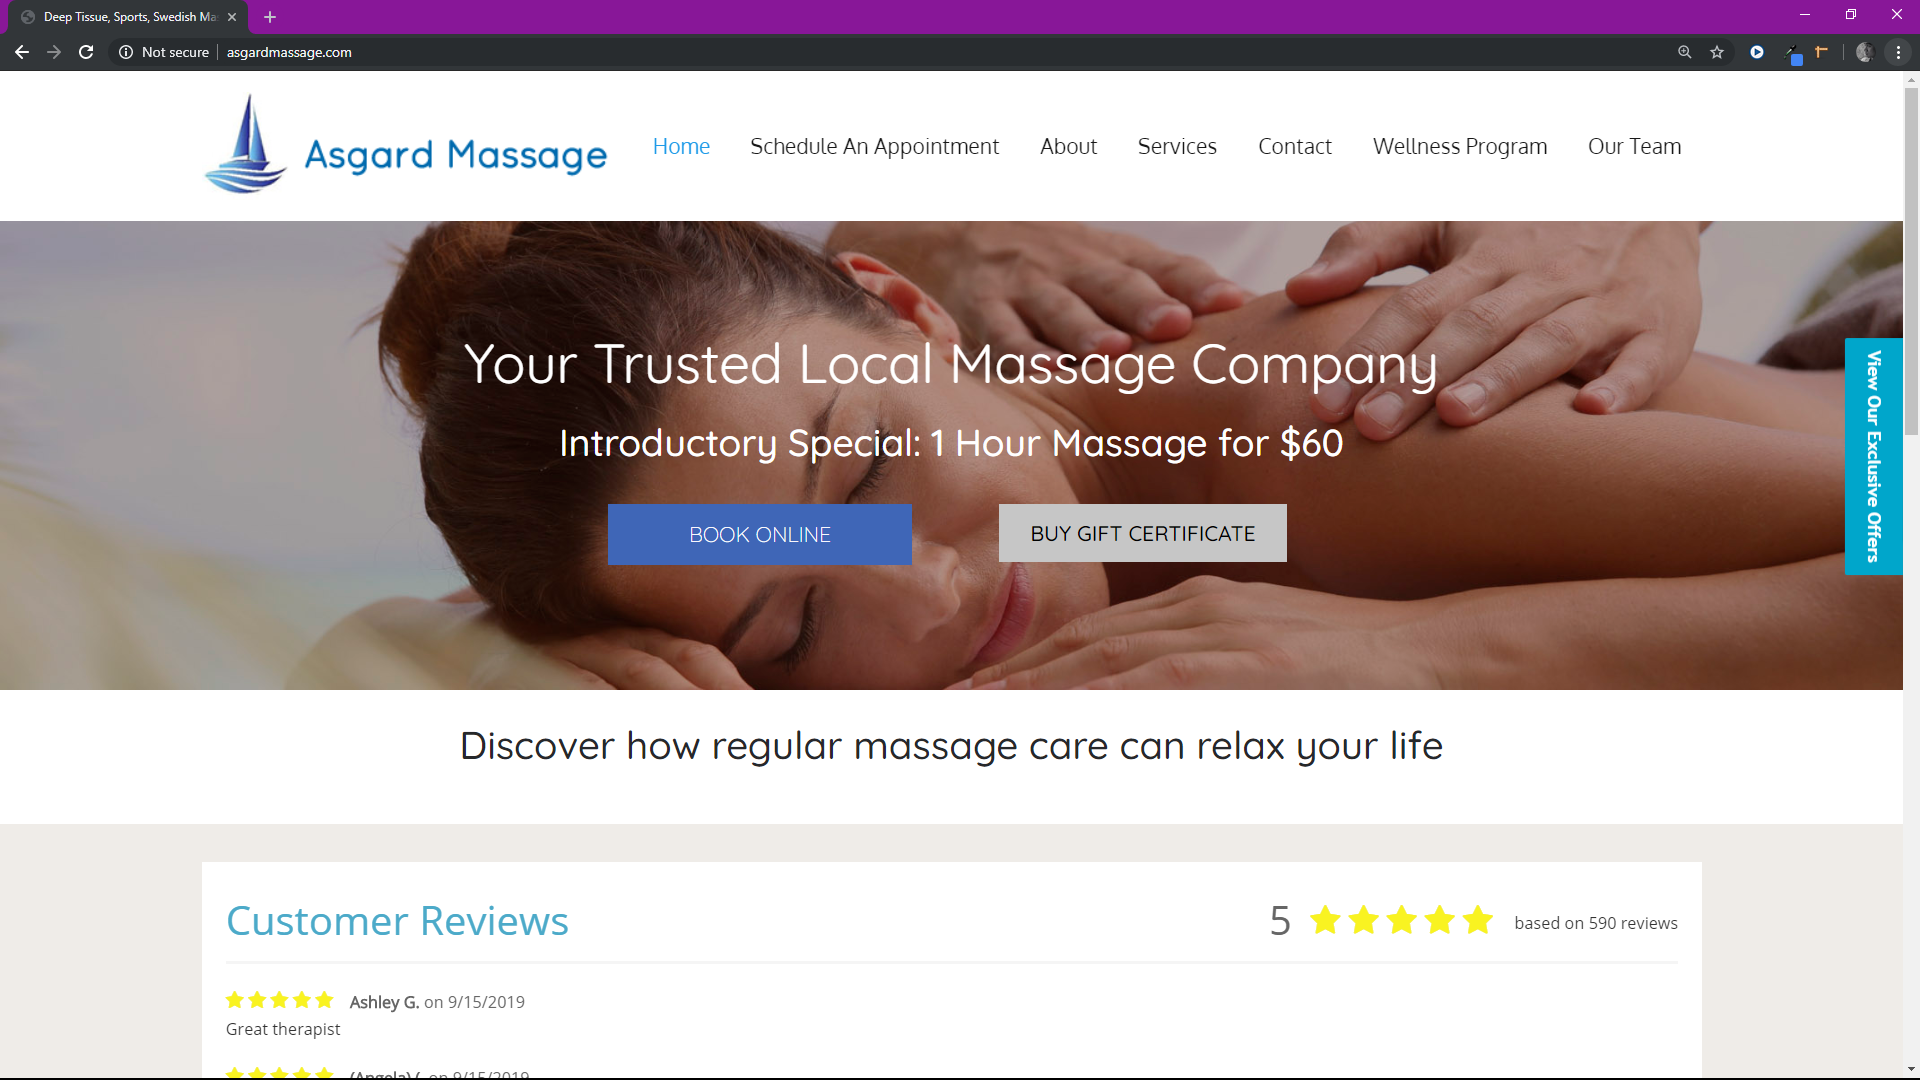 Deep Tissue, Sports, Swedish Ma
Not secure
asgardmassage.com
Asgard Massage
Home
Schedule An Appointment
About
Services
Contact
Wellness Program
Our Team
Your Trusted Local Massage Company
Introductory Special: 1 Hour Massage for $60
BOOK ONLINE
BUY GIFT CERTIFICATE
View Our Exclusive Offers
Discover how regular massage care can relax your life
Customer Reviews
5
based on 590 reviews
Ashley G. on 9/15/2019
Great therapist
(Angela) (. on 9/15/2019